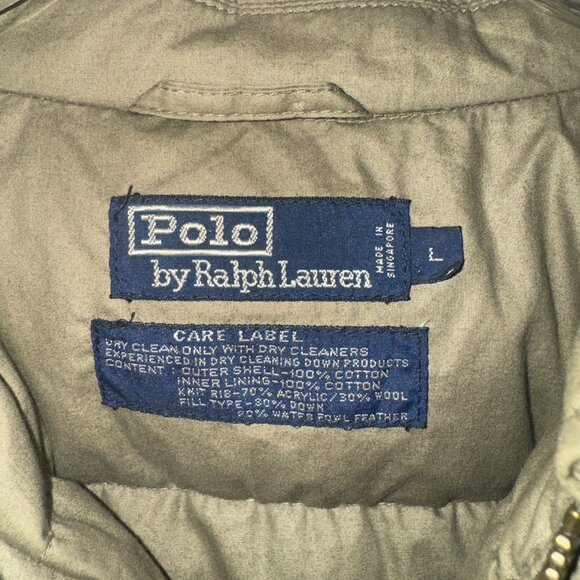 Polo
by Ralph Lauren
MADE IN
SINGAPORE
L
CARE LABEL
DRY CLEAN ONLY WITH DRY CLEANERS
EXPERIENCED IN DRY CLEANING DOWN PRODUCTS
CONTENT : OUTER SHELL-100% COTTON
INNER LINING-100% COTTON
KNIT RIB-70% ACRYLIC/30% WOOL
FILL TYPE-80% DOWN
20% WATER FOWL FEATHER